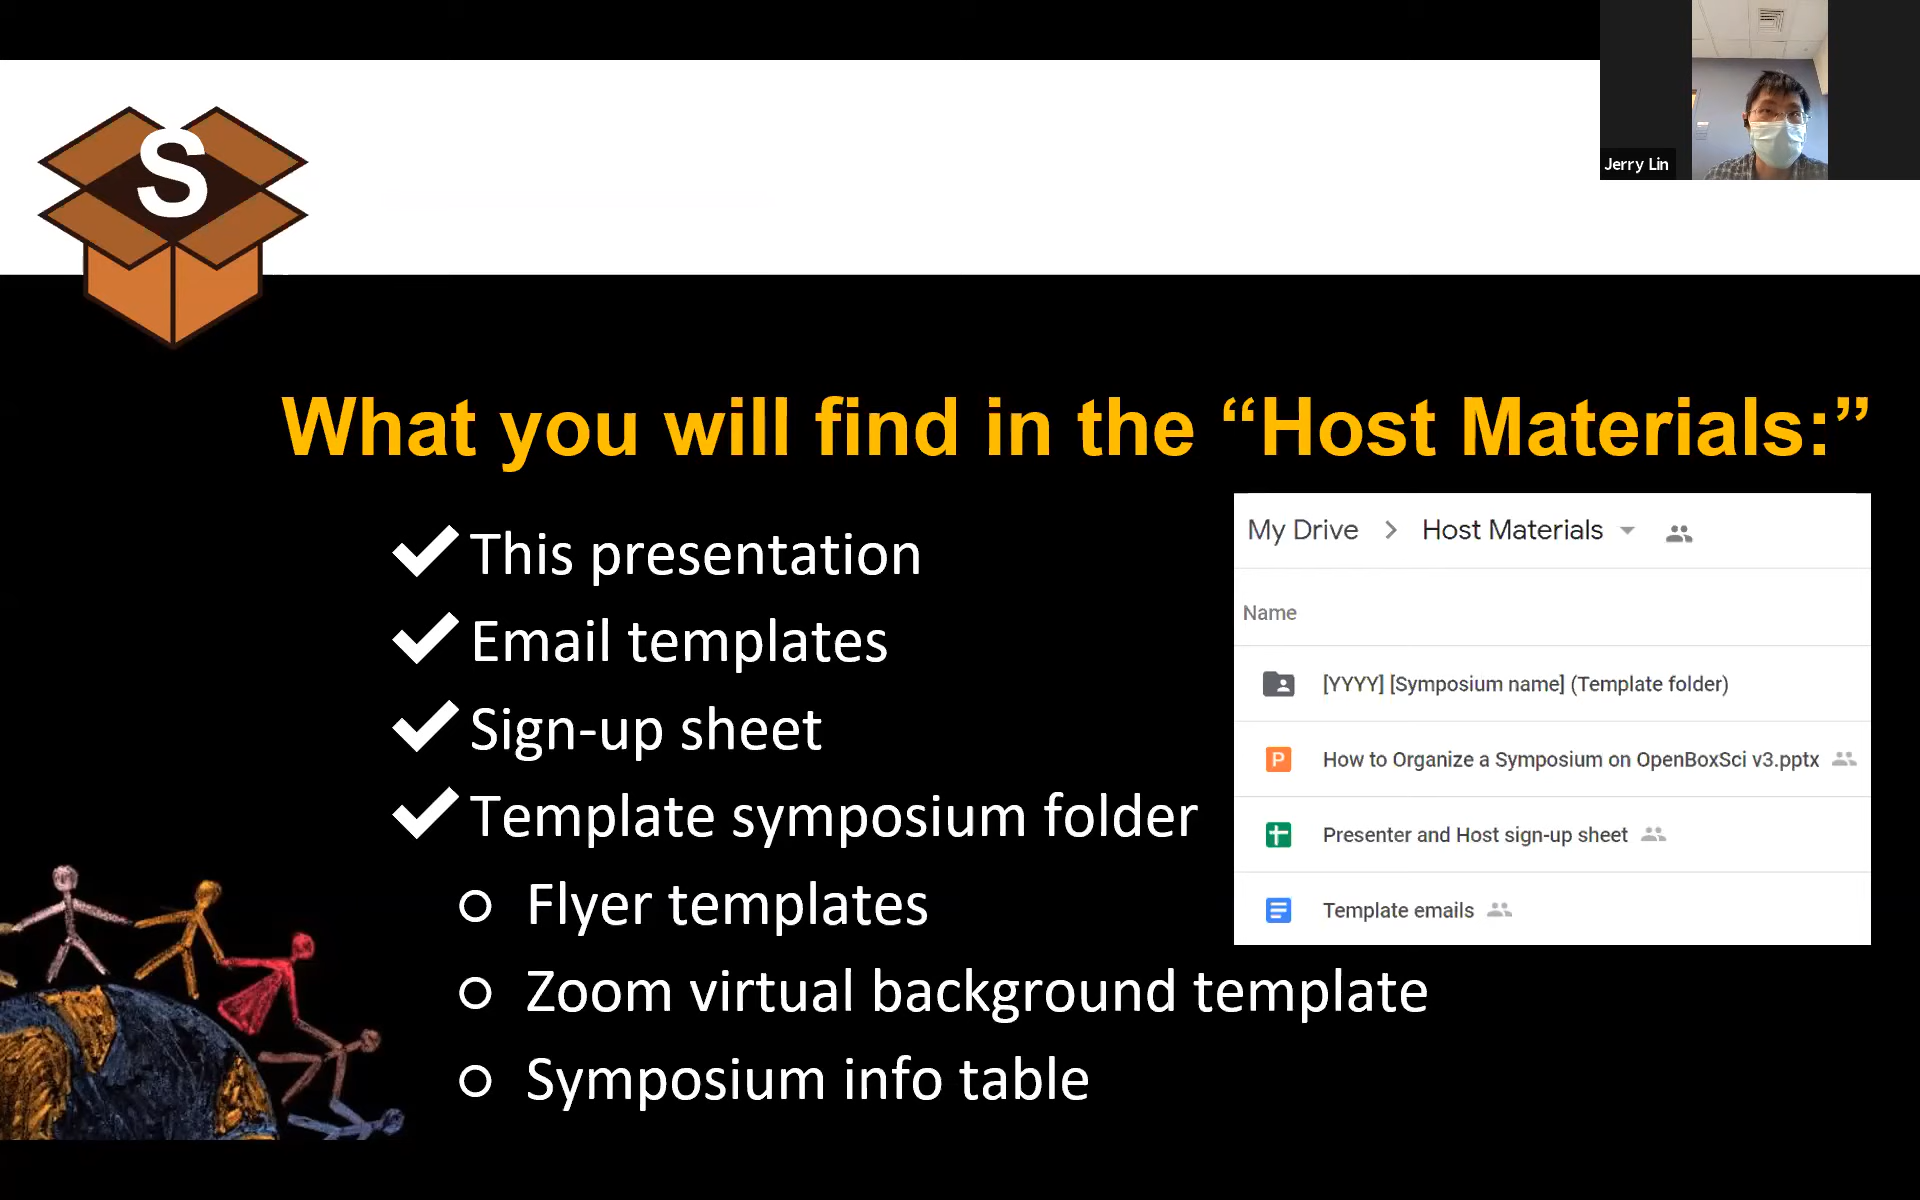 Jerry Lin
S
What you will find in the “Host Materials:”
This presentation
Email templates
Sign-up sheet
Template symposium folder
Flyer templates
Zoom virtual background template
Symposium info table
My Drive > Host Materials
Name
[YYYY] [Symposium name] (Template folder)
P How to Organize a Symposium on OpenBoxSci v3.pptx
Presenter and Host sign-up sheet
Template emails